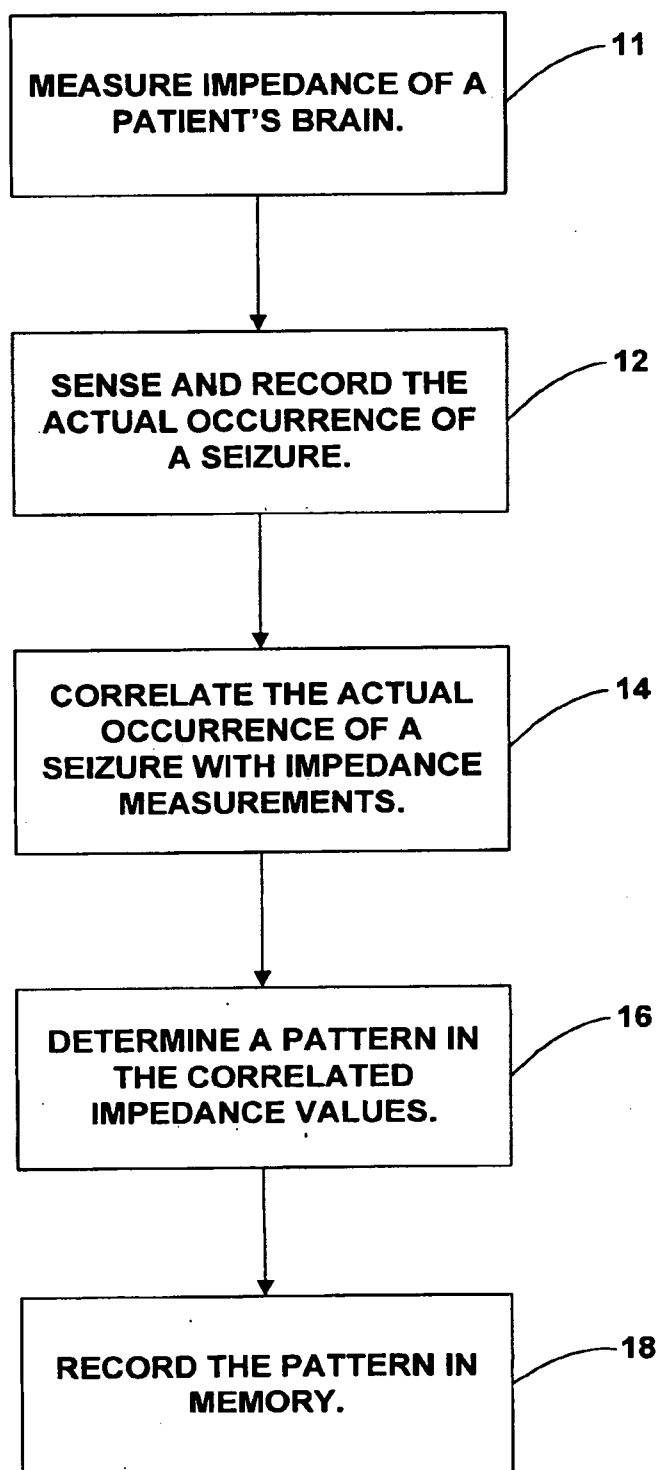 11
MEASURE IMPEDANCE OF A
PATIENT'S BRAIN.
12
SENSE AND RECORD THE
ACTUAL OCCURRENCE OF
A SEIZURE.
14
CORRELATE THE ACTUAL
OCCURRENCE OF A
SEIZURE WITH IMPEDANCE
MEASUREMENTS.
16
DETERMINE A PATTERN IN
THE CORRELATED
IMPEDANCE VALUES.
18
RECORD THE PATTERN IN
MEMORY.